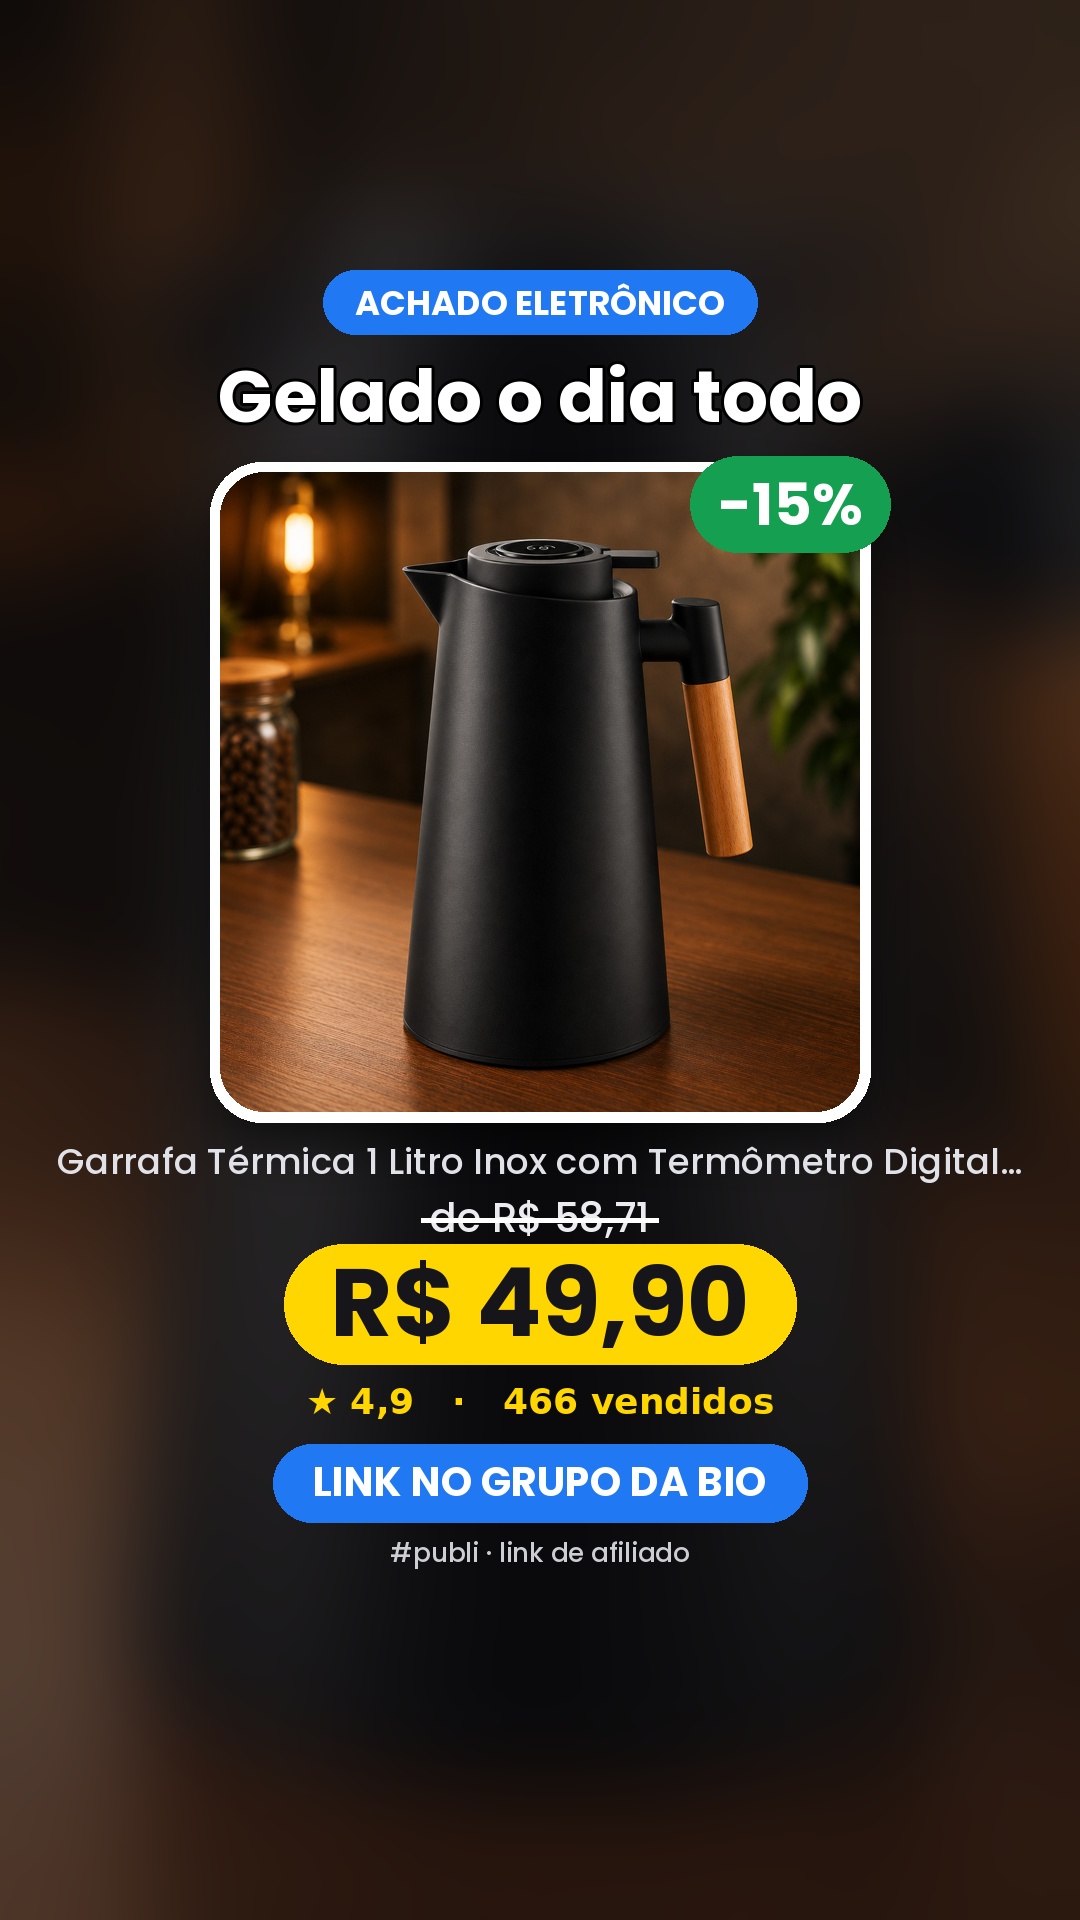 ACHADO ELETRÔNICO
Gelado o dia todo
-15%
Garrafa Térmica 1 Litro Inox com Termômetro Digital...
de R$ 58,71
R$ 49,90
★ 4,9 · 466 vendidos
LINK NO GRUPO DA BIO
#publi · link de afiliado